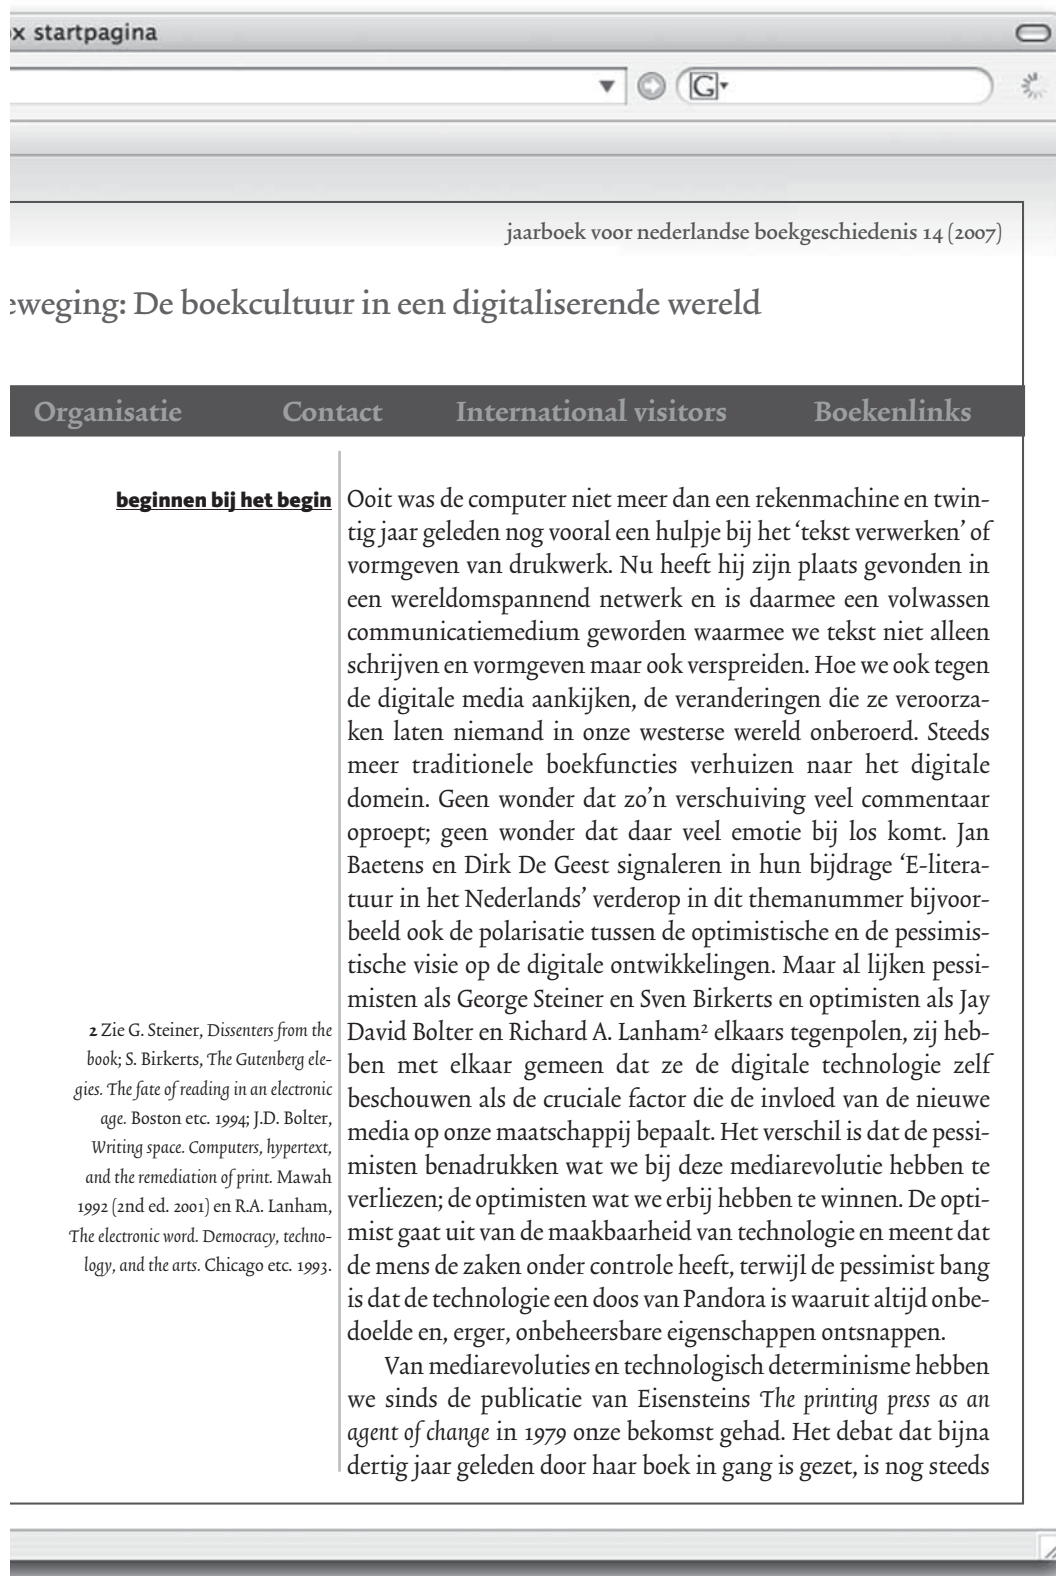 x startpagina
G
jaarboek voor nederlandse boekgeschiedenis 14 (2007)
eweging: De boekcultuur in een digitaliserende wereld
Organisatie Contact International visitors Boekenlinks
beginnen bij het begin
Ooit was de computer niet meer dan een rekenmachine en twin-
tig jaar geleden nog vooral een hulpje bij het ‘tekst verwerken’ of
vormgeven van drukwerk. Nu heeft hij zijn plaats gevonden in
een wereldomspannend netwerk en is daarmee een volwassen
communicatiemedium geworden waarmee we tekst niet alleen
schrijven en vormgeven maar ook verspreiden. Hoe we ook tegen
de digitale media aankijken, de veranderingen die ze veroorza-
ken laten niemand in onze westerse wereld onberoerd. Steeds
meer traditionele boekfuncties verhuizen naar het digitale
domein. Geen wonder dat zo’n verschuiving veel commentaar
oproept; geen wonder dat daar veel emotie bij los komt. Jan
Baetens en Dirk De Geest signaleren in hun bijdrage ‘E-litera-
tuur in het Nederlands’ verderop in dit themanummer bijvoor-
beeld ook de polarisatie tussen de optimistische en de pessimis-
tische visie op de digitale ontwikkelingen. Maar al lijken pessi-
misten als George Steiner en Sven Birkerts en optimisten als Jay
David Bolter en Richard A. Lanham² elkaars tegenpolen, zij heb-
ben met elkaar gemeen dat ze de digitale technologie zelf
beschouwen als de cruciale factor die de invloed van de nieuwe
media op onze maatschappij bepaalt. Het verschil is dat de pessi-
misten benadrukken wat we bij deze mediarevolutie hebben te
verliezen; de optimisten wat we erbij hebben te winnen. De opti-
mist gaat uit van de maakbaarheid van technologie en meent dat
de mens de zaken onder controle heeft, terwijl de pessimist bang
is dat de technologie een doos van Pandora is waaruit altijd onbe-
doelde en, erger, onbeheersbare eigenschappen ontsnappen.
Van mediarevoluties en technologisch determinisme hebben
we sinds de publicatie van Eisensteins The printing press as an
agent of change in 1979 onze bekomst gehad. Het debat dat bijna
dertig jaar geleden door haar boek in gang is gezet, is nog steeds
2 Zie G. Steiner, Dissenters from the
book; S. Birkerts, The Gutenberg ele-
gies. The fate of reading in an electronic
age. Boston etc. 1994; J.D. Bolter,
Writing space. Computers, hypertext,
and the remediation of print. Mawah
1992 (2nd ed. 2001) en R.A. Lanham,
The electronic word. Democracy, techno-
logy, and the arts. Chicago etc. 1993.